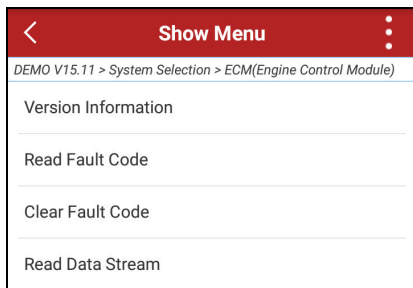 Show Menu
DEMO V15.11 > System Selection > ECM(Engine Control Module)
Version Information
Read Fault Code
Clear Fault Code
Read Data Stream